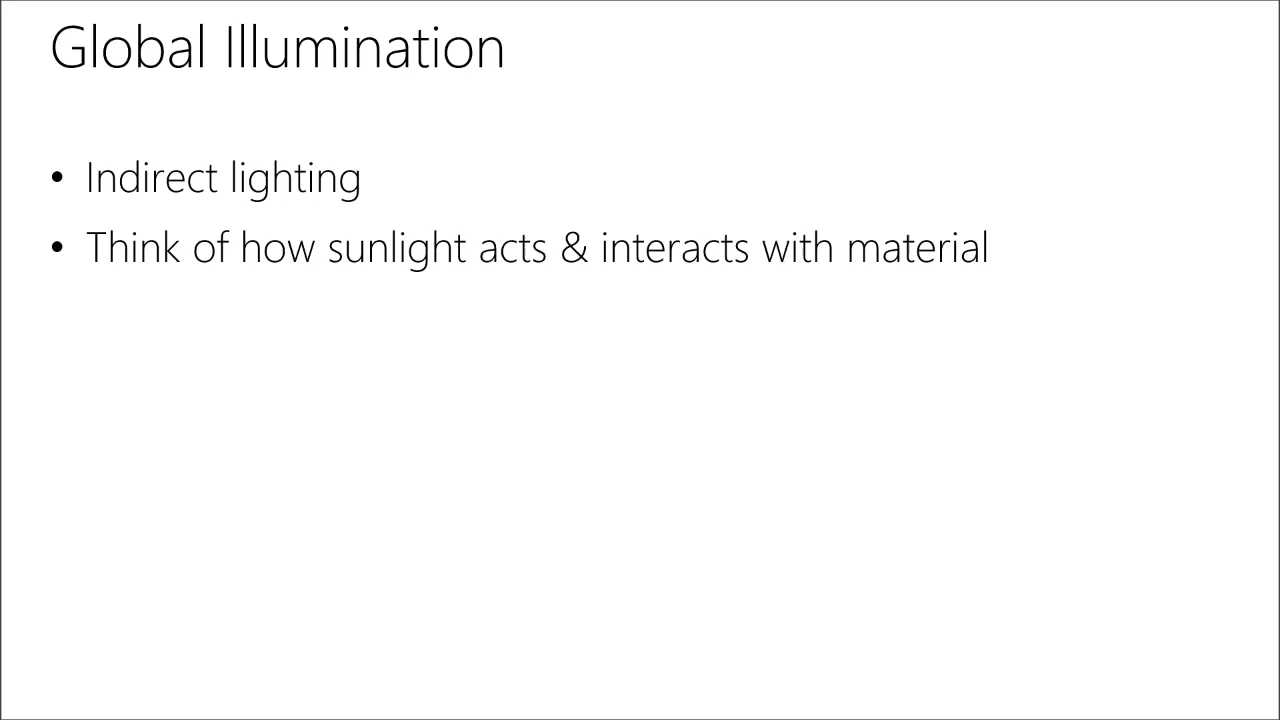 Global Illumination
• Indirect lighting
• Think of how sunlight acts & interacts with material